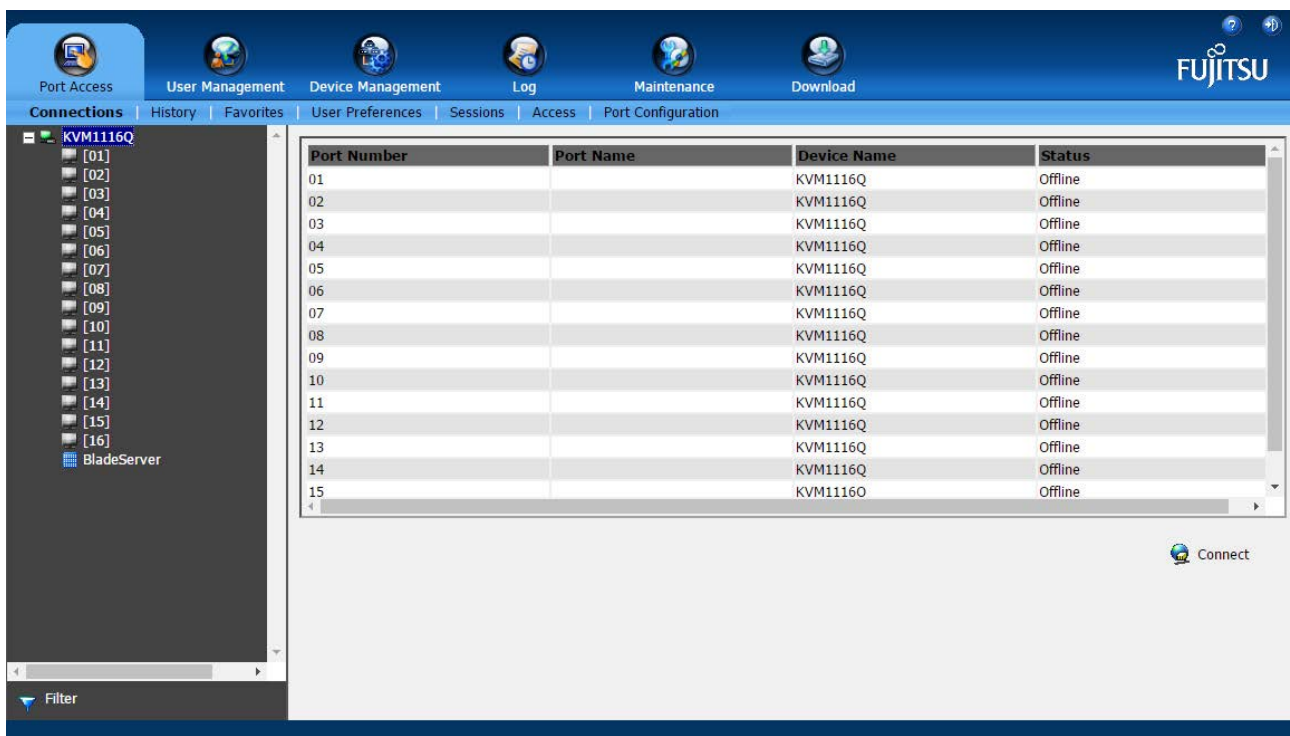 FUJITSU
Port Access User Management Device Management Log Maintenance Download
Connections History Favorites User Preferences Sessions Access Port Configuration
KVM1116Q
[01]
[02]
[03]
[04]
[05]
[06]
[07]
[08]
[09]
[10]
[11]
[12]
[13]
[14]
[15]
[16]
BladeServer
Filter
Port Number Port Name Device Name Status
01 KVM1116Q Offline
02 KVM1116Q Offline
03 KVM1116Q Offline
04 KVM1116Q Offline
05 KVM1116Q Offline
06 KVM1116Q Offline
07 KVM1116Q Offline
08 KVM1116Q Offline
09 KVM1116Q Offline
10 KVM1116Q Offline
11 KVM1116Q Offline
12 KVM1116Q Offline
13 KVM1116Q Offline
14 KVM1116Q Offline
15 KVM1116Q Offline
Connect